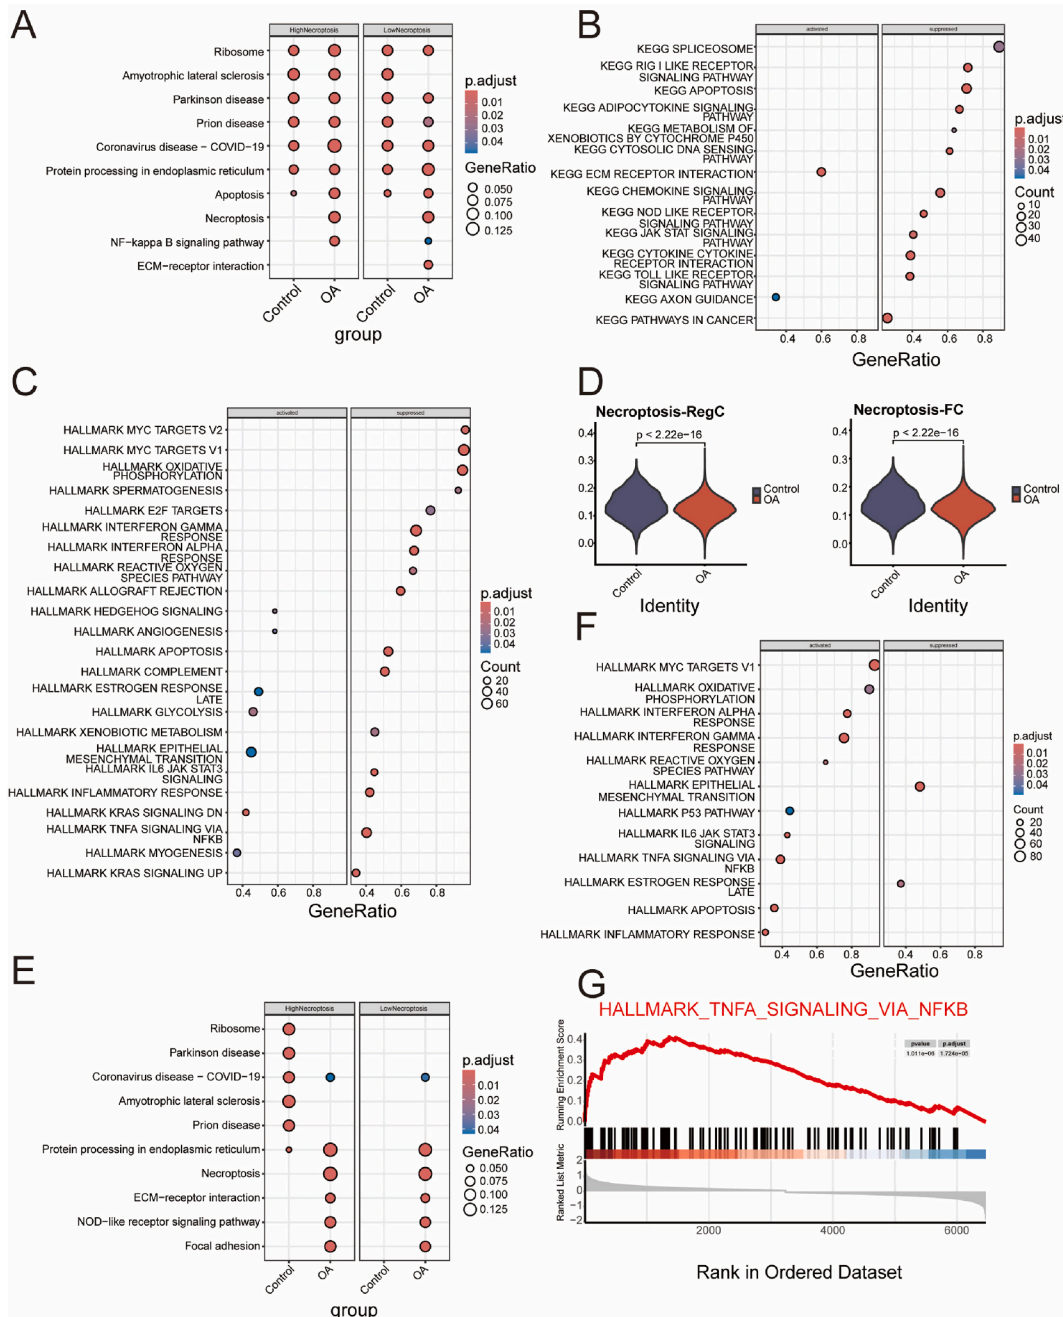 A
HighNecroptosis
LowNecroptosis
Ribosome
Amyotrophic lateral sclerosis
Parkinson disease
Prion disease
Coronavirus disease − COVID−19
Protein processing in endoplasmic reticulum
Apoptosis
Necroptosis
NF−kappa B signaling pathway
ECM−receptor interaction
Control
OA
Control
OA
group
p.adjust
0.01
0.02
0.03
0.04
GeneRatio
0.050
0.075
0.100
0.125
B
activated
suppressed
KEGG SPLICEOSOME
KEGG RIG I LIKE RECEPTOR
SIGNALING PATHWAY
KEGG APOPTOSIS
KEGG ADIPOCYTOKINE SIGNALING
PATHWAY
KEGG METABOLISM OF
XENOBIOTICS BY CYTOCHROME P450
KEGG CYTOSOLIC DNA SENSING
PATHWAY
KEGG ECM RECEPTOR INTERACTION
KEGG CHEMOKINE SIGNALING
PATHWAY
KEGG NOD LIKE RECEPTOR
SIGNALING PATHWAY
KEGG JAK STAT SIGNALING
PATHWAY
KEGG CYTOKINE CYTOKINE
RECEPTOR INTERACTION
KEGG TOLL LIKE RECEPTOR
SIGNALING PATHWAY
KEGG AXON GUIDANCE
KEGG PATHWAYS IN CANCER
0.4 0.6 0.8
0.4 0.6 0.8
GeneRatio
p.adjust
0.01
0.02
0.03
0.04
Count
10
20
30
40
C
activated
suppressed
HALLMARK MYC TARGETS V2
HALLMARK MYC TARGETS V1
HALLMARK OXIDATIVE
PHOSPHORYLATION
HALLMARK SPERMATOGENESIS
HALLMARK E2F TARGETS
HALLMARK INTERFERON GAMMA
RESPONSE
HALLMARK INTERFERON ALPHA
RESPONSE
HALLMARK REACTIVE OXYGEN
SPECIES PATHWAY
HALLMARK ALLOGRAFT REJECTION
HALLMARK HEDGEHOG SIGNALING
HALLMARK ANGIOGENESIS
HALLMARK APOPTOSIS
HALLMARK COMPLEMENT
HALLMARK ESTROGEN RESPONSE
LATE
HALLMARK GLYCOLYSIS
HALLMARK XENOBIOTIC METABOLISM
HALLMARK EPITHELIAL
MESENCHYMAL TRANSITION
HALLMARK IL6 JAK STAT3
SIGNALING
HALLMARK INFLAMMATORY RESPONSE
HALLMARK KRAS SIGNALING DN
HALLMARK TNFA SIGNALING VIA
NFKB
HALLMARK MYOGENESIS
HALLMARK KRAS SIGNALING UP
0.4 0.6 0.8
0.4 0.6 0.8
GeneRatio
p.adjust
0.01
0.02
0.03
0.04
Count
20
40
60
D
Necroptosis-RegC
p < 2.22e−16
0.4
0.3
0.2
0.1
0.0
Control
OA
Identity
Control
OA
Necroptosis-FC
p < 2.22e−16
0.4
0.3
0.2
0.1
0.0
Control
OA
Identity
Control
OA
F
activated
suppressed
HALLMARK MYC TARGETS V1
HALLMARK OXIDATIVE
PHOSPHORYLATION
HALLMARK INTERFERON ALPHA
RESPONSE
HALLMARK INTERFERON GAMMA
RESPONSE
HALLMARK REACTIVE OXYGEN
SPECIES PATHWAY
HALLMARK EPITHELIAL
MESENCHYMAL TRANSITION
HALLMARK P53 PATHWAY
HALLMARK IL6 JAK STAT3
SIGNALING
HALLMARK TNFA SIGNALING VIA
NFKB
HALLMARK ESTROGEN RESPONSE
LATE
HALLMARK APOPTOSIS
HALLMARK INFLAMMATORY RESPONSE
0.4 0.6 0.8
0.4 0.6 0.8
GeneRatio
p.adjust
0.01
0.02
0.03
0.04
Count
20
40
60
80
E
HighNecroptosis
LowNecroptosis
Ribosome
Parkinson disease
Coronavirus disease − COVID−19
Amyotrophic lateral sclerosis
Prion disease
Protein processing in endoplasmic reticulum
Necroptosis
ECM−receptor interaction
NOD−like receptor signaling pathway
Focal adhesion
Control
OA
Control
OA
group
p.adjust
0.01
0.02
0.03
0.04
GeneRatio
0.050
0.075
0.100
0.125
G
HALLMARK_TNFA_SIGNALING_VIA_NFKB
Running Enrichment Score
0.4
0.3
0.2
0.1
0.0
pvalue p.adjust
1.011e−06 1.724e−05
Ranked List Metric
2
1
0
−1
−2
2000 4000 6000
Rank in Ordered Dataset